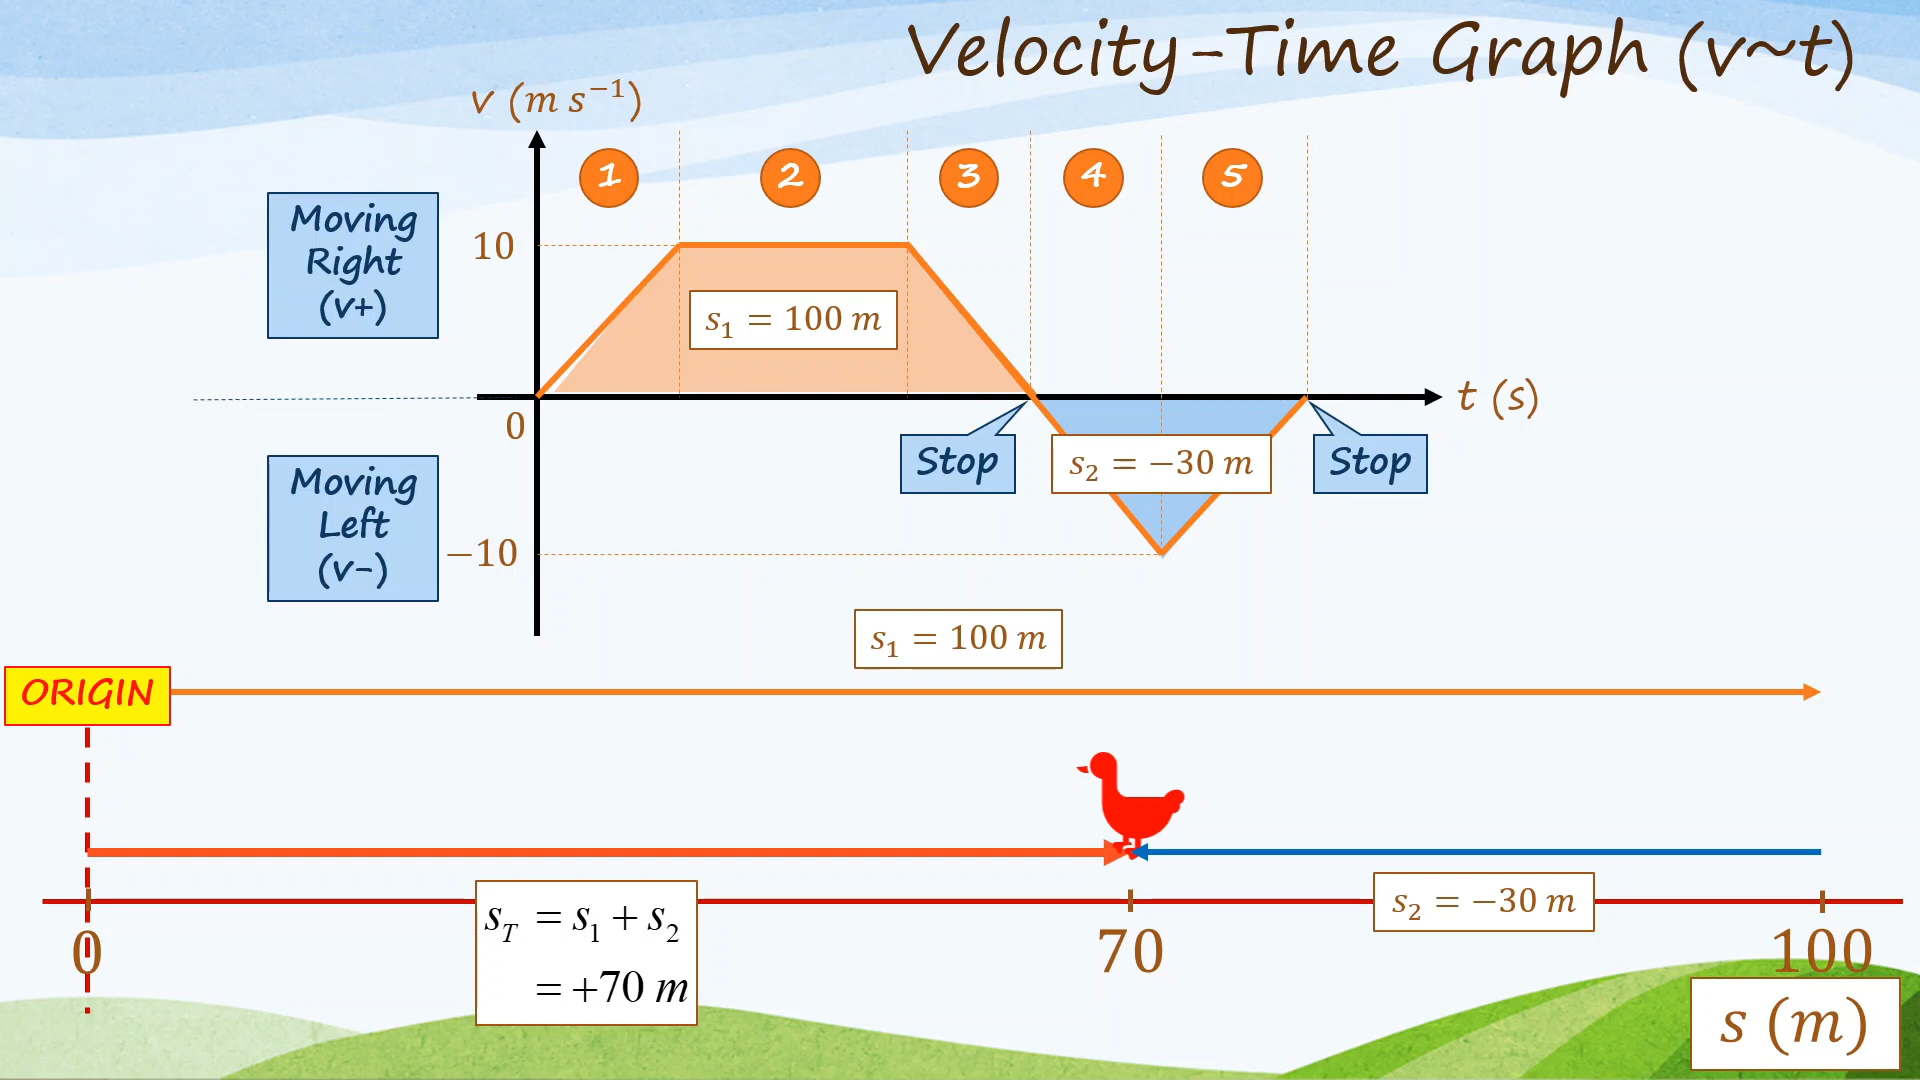 Velocity-Time Graph (v~t)
v (m s⁻¹)
1 2 3 4 5
Moving
Right
(v+)
10
s₁ = 100 m
t (s)
0
Stop
s₂ = −30 m
Stop
Moving
Left
(v-)
−10
s₁ = 100 m
ORIGIN
s_T = s₁ + s₂
= +70 m
s₂ = −30 m
0
70
100
s (m)